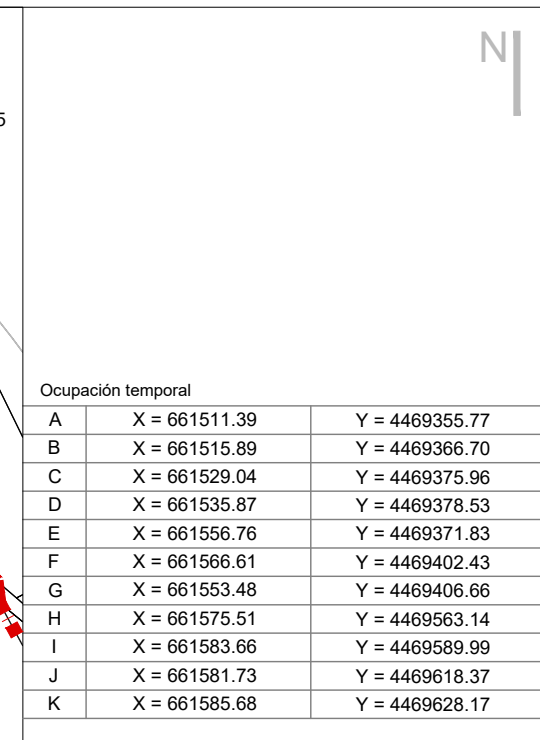 N
5
Ocupación temporal
A X = 661511.39 Y = 4469355.77
B X = 661515.89 Y = 4469366.70
C X = 661529.04 Y = 4469375.96
D X = 661535.87 Y = 4469378.53
E X = 661556.76 Y = 4469371.83
F X = 661566.61 Y = 4469402.43
G X = 661553.48 Y = 4469406.66
H X = 661575.51 Y = 4469563.14
I X = 661583.66 Y = 4469589.99
J X = 661581.73 Y = 4469618.37
K X = 661585.68 Y = 4469628.17